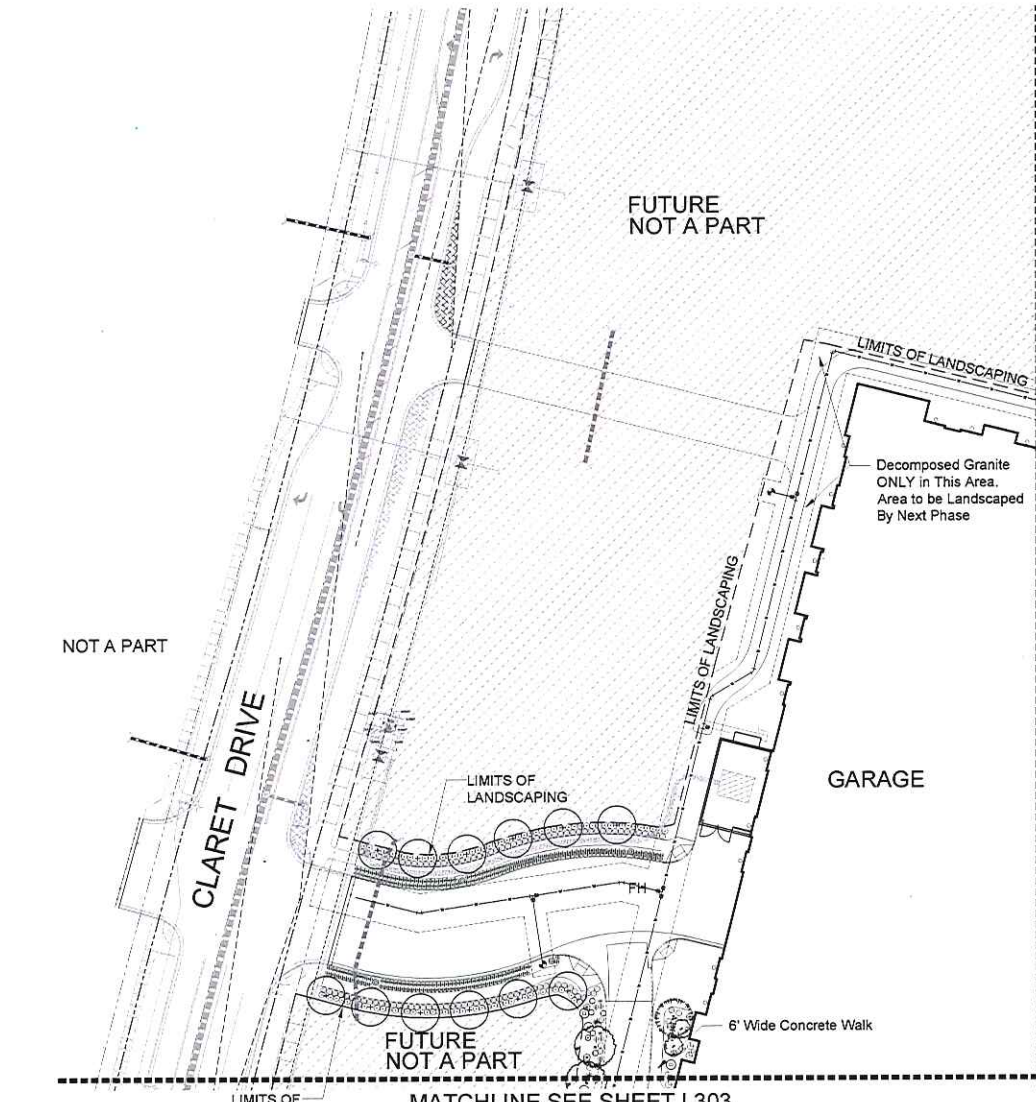 FUTURE
NOT A PART
LIMITS OF LANDSCAPING
Decomposed Granite
ONLY in This Area.
Area to be Landscaped
By Next Phase
LIMITS OF LANDSCAPING
NOT A PART
CLARET DRIVE
LIMITS OF
LANDSCAPING
GARAGE
FH
6' Wide Concrete Walk
FUTURE
NOT A PART
LIMITS OF
MATCHLINE SEE SHEET L303